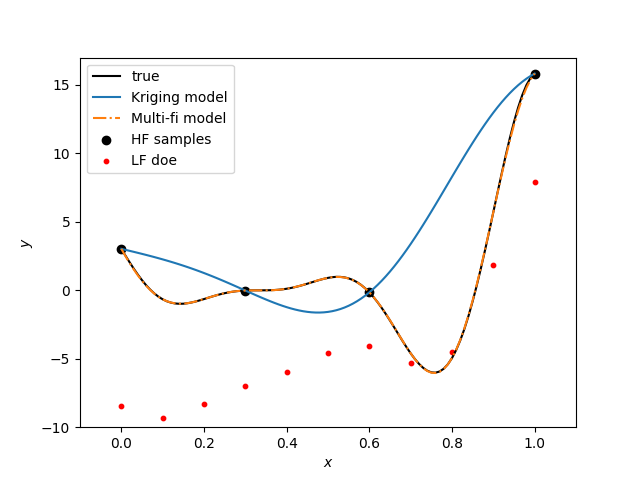 true
Kriging model
Multi-fi model
HF samples
LF doe
15
10
5
0
−5
−10
y
0.0 0.2 0.4 0.6 0.8 1.0
x